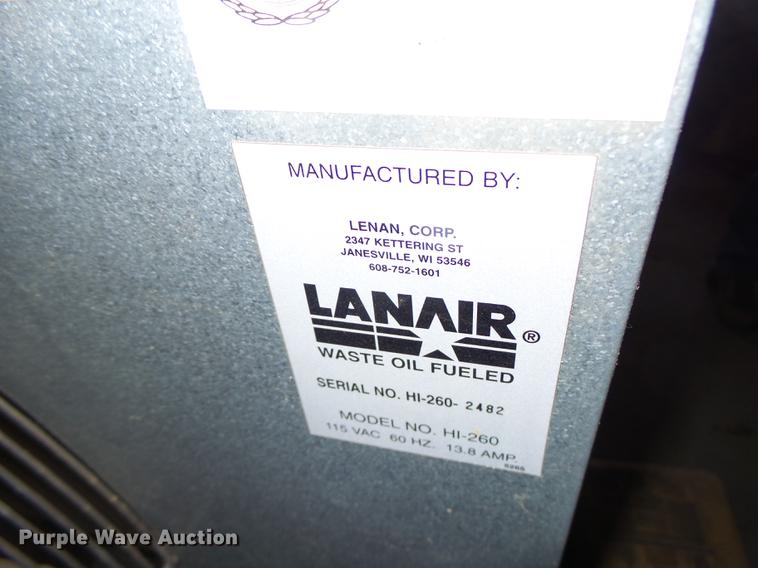 MANUFACTURED BY:
LENAN, CORP.
2347 KETTERING ST
JANESVILLE, WI 53546
608-752-1601
LANAIR®
WASTE OIL FUELED
SERIAL NO. HI-260- 2482
MODEL NO. HI-260
115 VAC 60 HZ. 13.8 AMP.
Purple Wave Auction